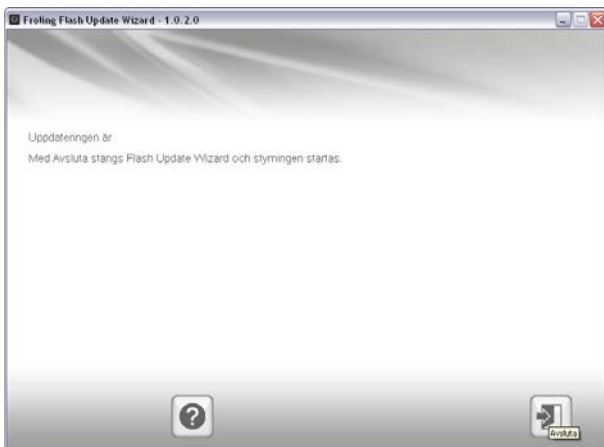 Froling Flash Update Wizard - 1.0.2.0
Uppdateringen är
Med Avsluta stängs Flash Update Wizard och styrningen startas.
?
Avsluta